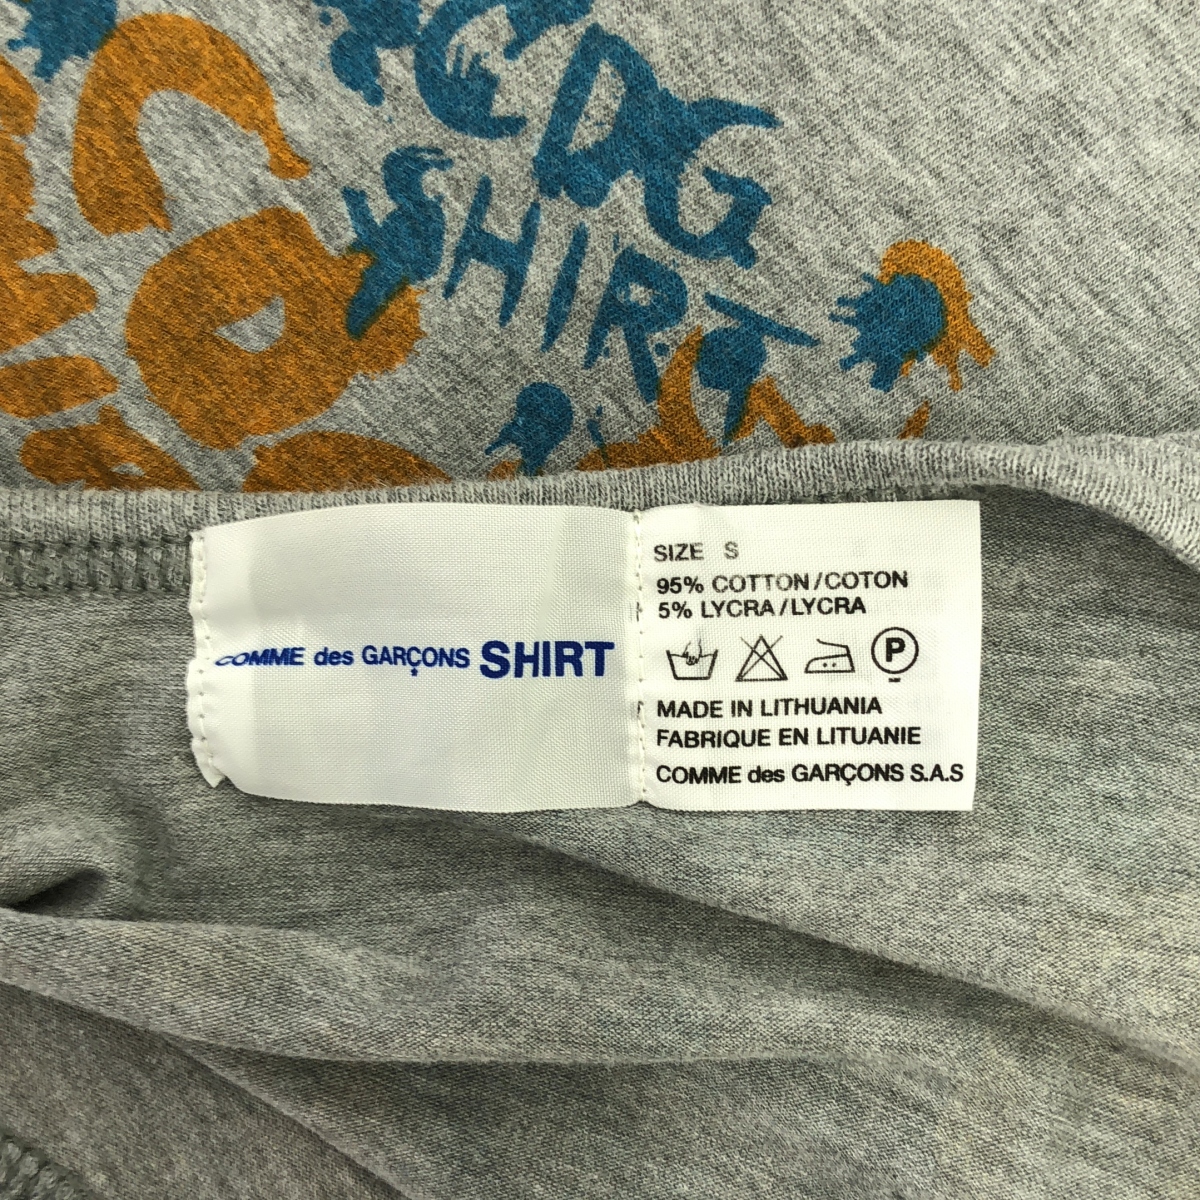 CDG
SHIRT
CD
COMME des GARÇONS SHIRT
SIZE S
95% COTTON/COTON
5% LYCRA/LYCRA
P
MADE IN LITHUANIA
FABRIQUE EN LITUANIE
COMME des GARÇONS S.A.S